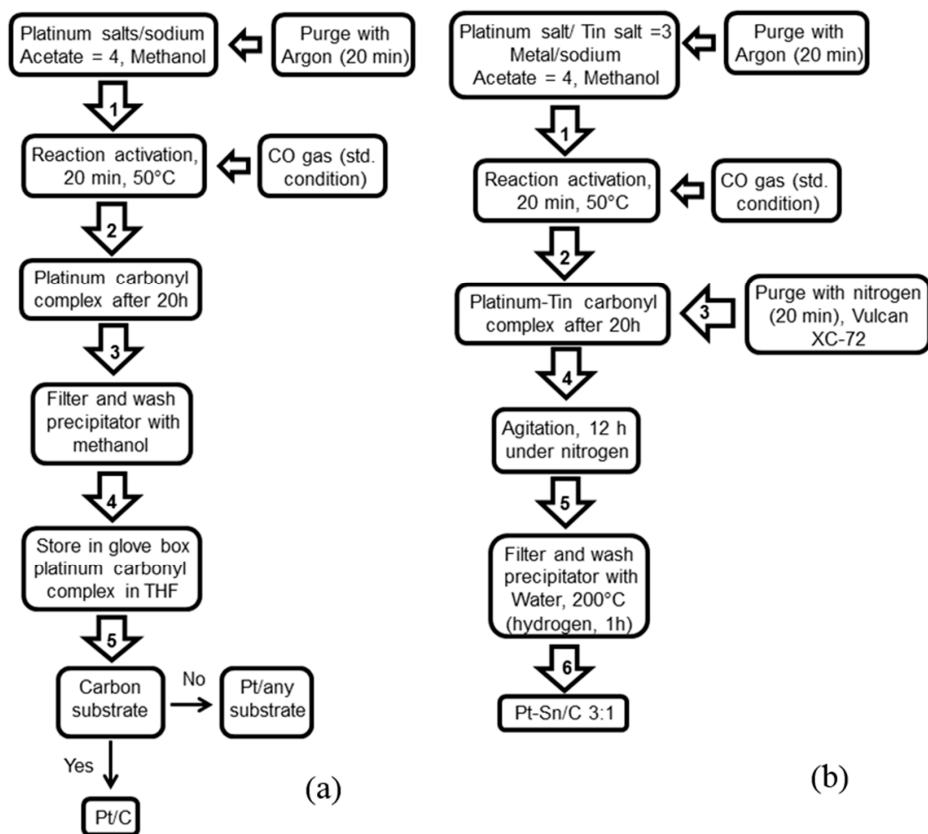 Platinum salts/sodium
Acetate = 4, Methanol
Purge with
Argon (20 min)
1
Reaction activation,
20 min, 50°C
CO gas (std.
condition)
2
Platinum carbonyl
complex after 20h
3
Filter and wash
precipitator with
methanol
4
Store in glove box
platinum carbonyl
complex in THF
5
Carbon
substrate
No
Pt/any
substrate
Yes
Pt/C
(a)
Platinum salt/ Tin salt =3
Metal/sodium
Acetate = 4, Methanol
Purge with
Argon (20 min)
1
Reaction activation,
20 min, 50°C
CO gas (std.
condition)
2
Platinum-Tin carbonyl
complex after 20h
3
Purge with nitrogen
(20 min), Vulcan
XC-72
4
Agitation, 12 h
under nitrogen
5
Filter and wash
precipitator with
Water, 200°C
(hydrogen, 1h)
6
Pt-Sn/C 3:1
(b)